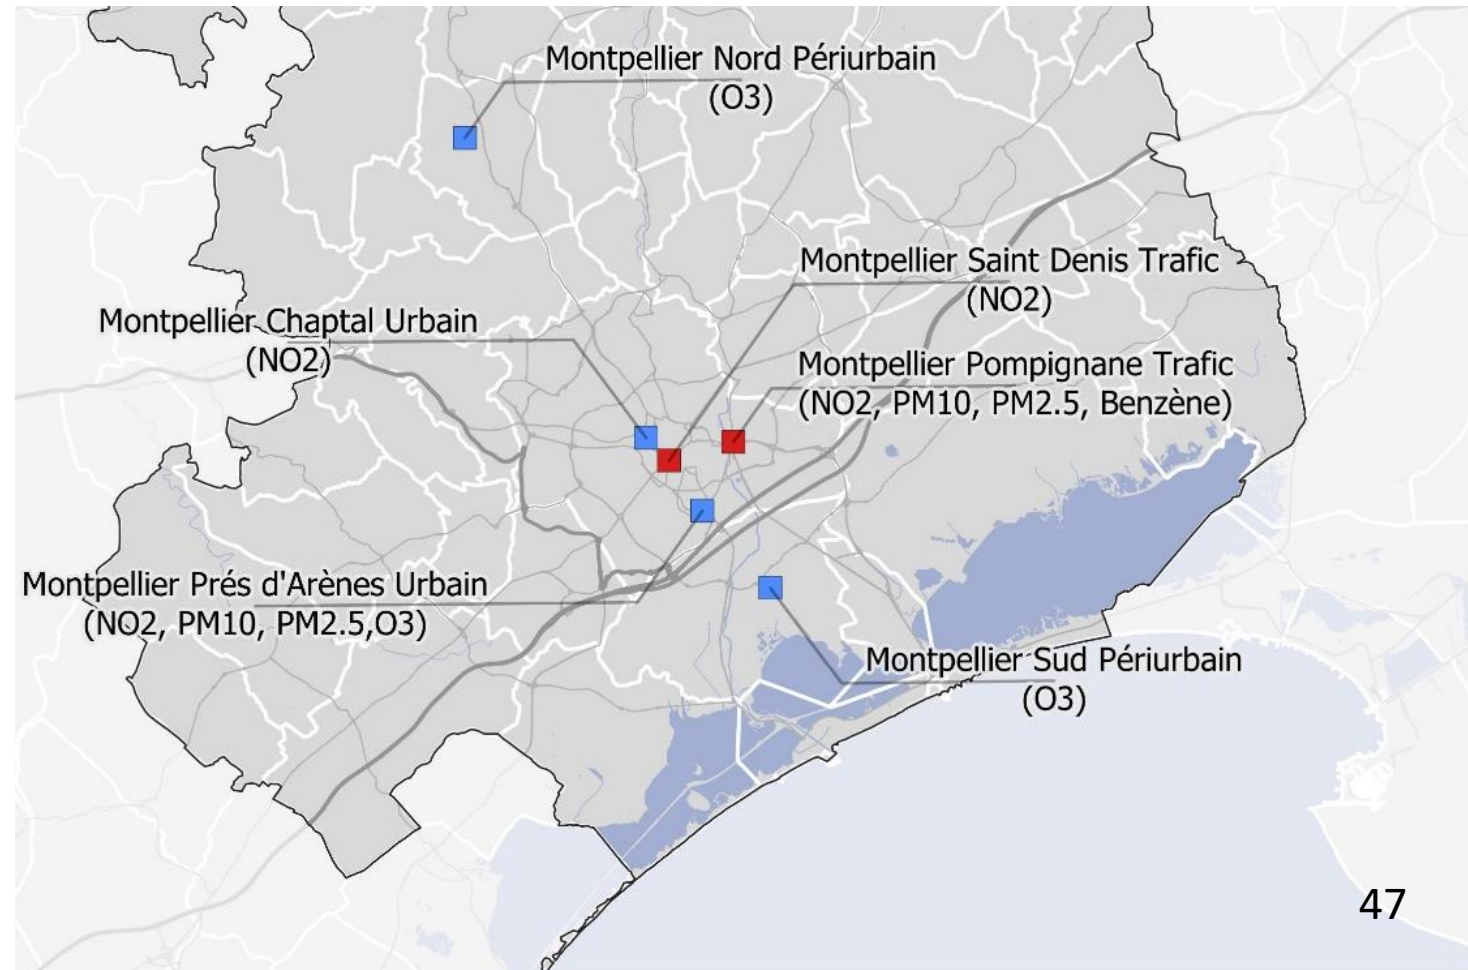 Montpellier Nord Périurbain
(O3)
Montpellier Saint Denis Trafic
(NO2)
Montpellier Chaptal Urbain
(NO2)
Montpellier Pompignane Trafic
(NO2, PM10, PM2.5, Benzène)
Montpellier Prés d'Arènes Urbain
(NO2, PM10, PM2.5,O3)
Montpellier Sud Périurbain
(O3)
47